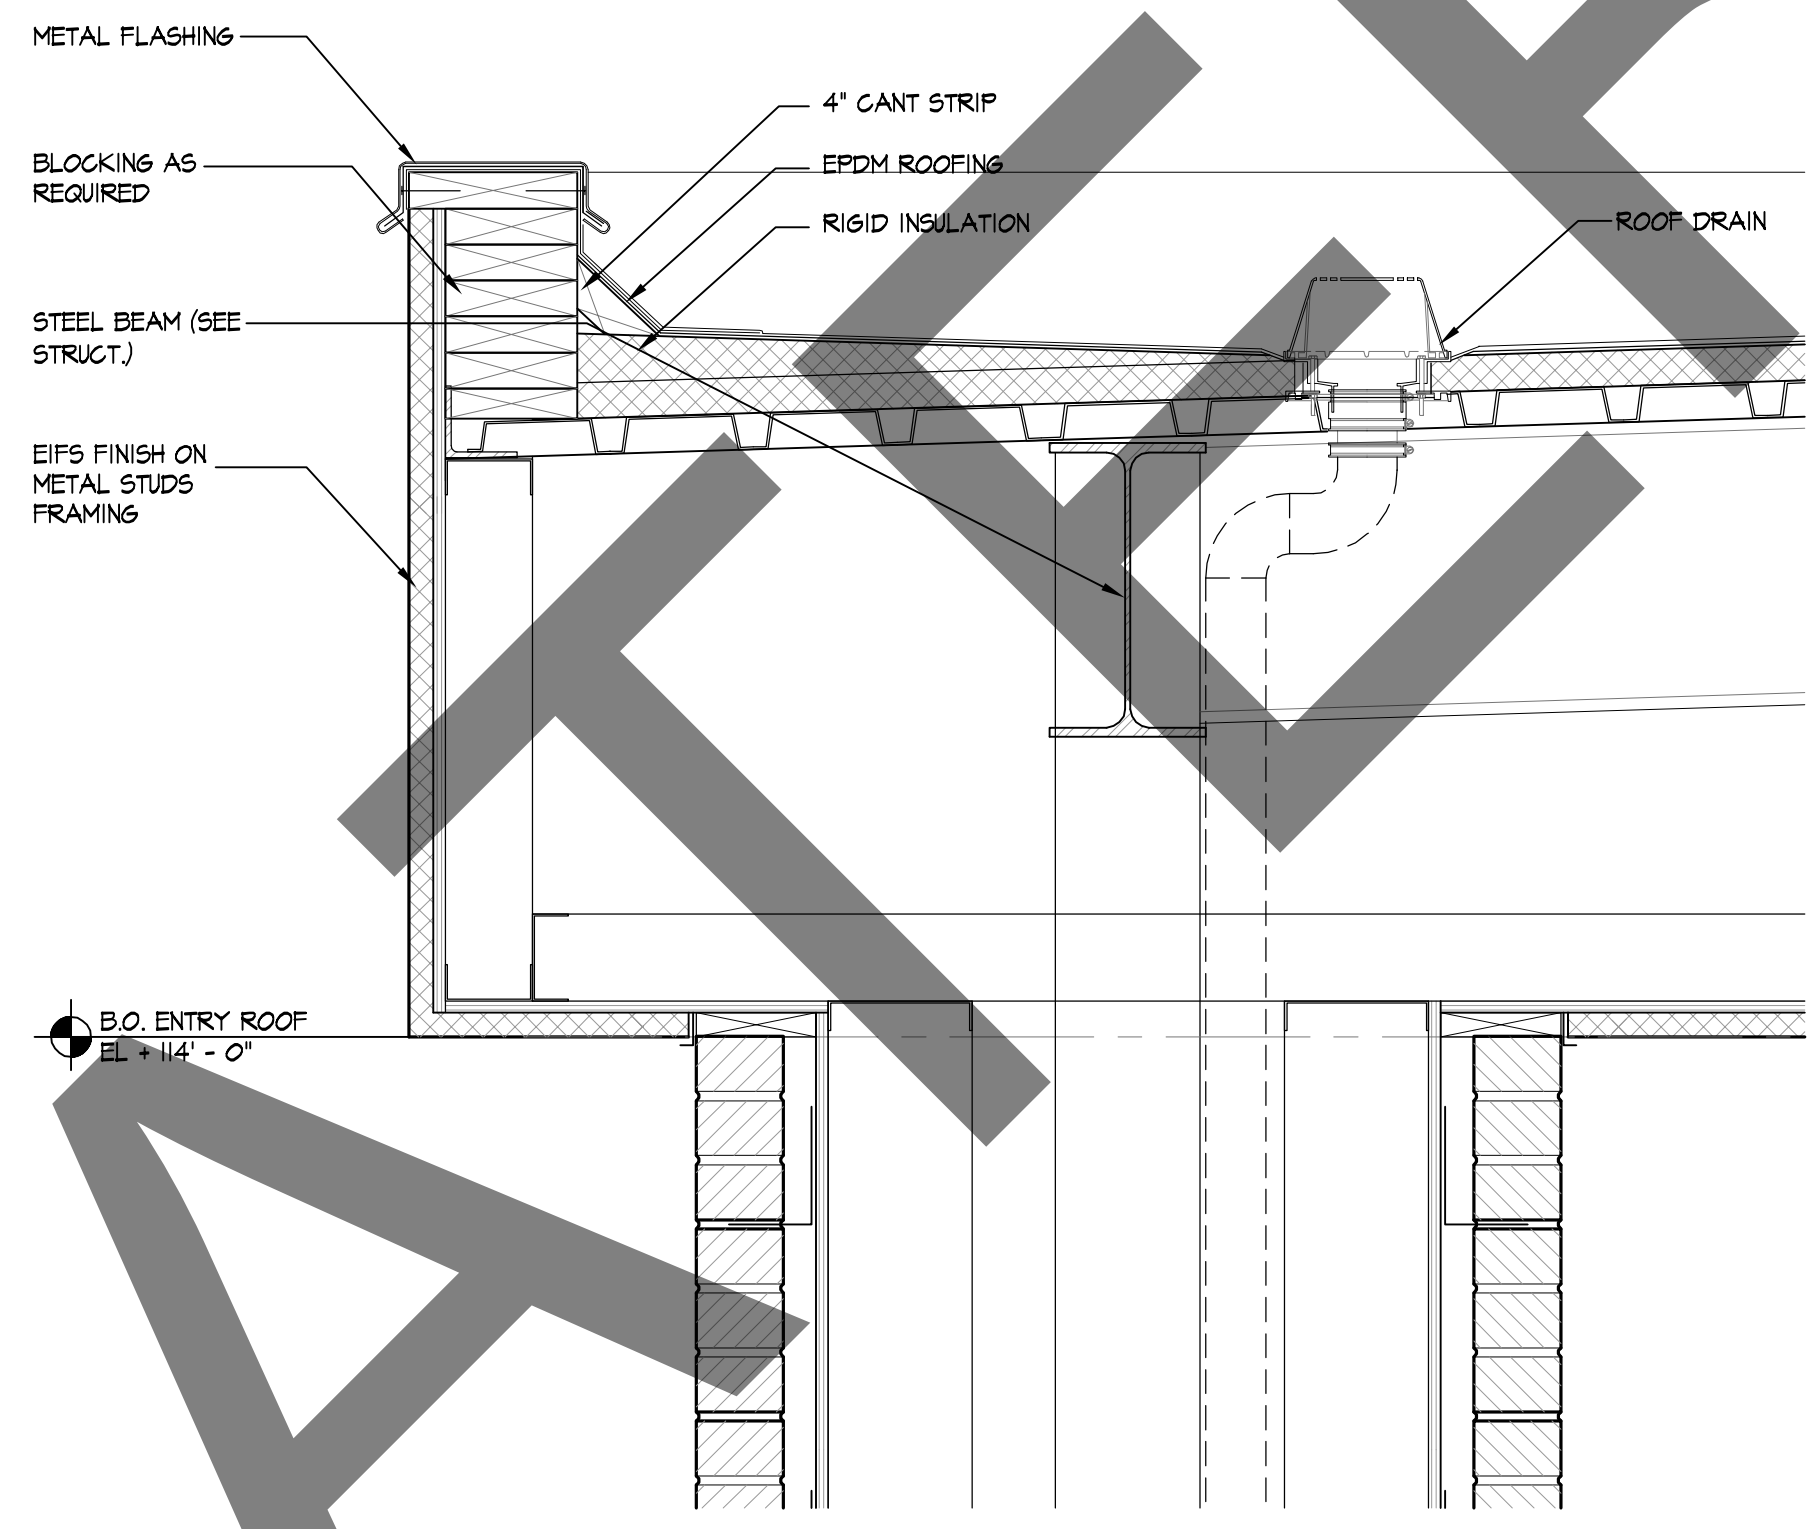 METAL FLASHING
4" CANT STRIP
BLOCKING AS
REQUIRED
EPDM ROOFING
RIGID INSULATION
ROOF DRAIN
STEEL BEAM (SEE
STRUCT.)
EIFS FINISH ON
METAL STUDS
FRAMING
B.O. ENTRY ROOF
EL + 114' - 0"